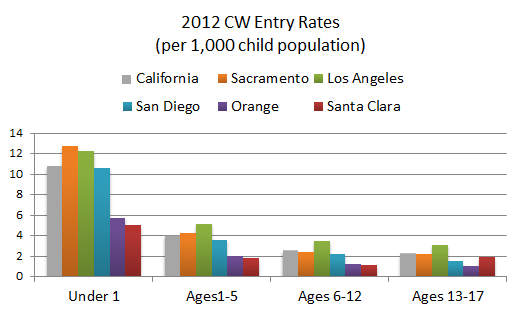 2012 CW Entry Rates
(per 1,000 child population)
California Sacramento Los Angeles
San Diego Orange Santa Clara
14
12
10
8
6
4
2
0
Under 1 Ages1-5 Ages 6-12 Ages 13-17